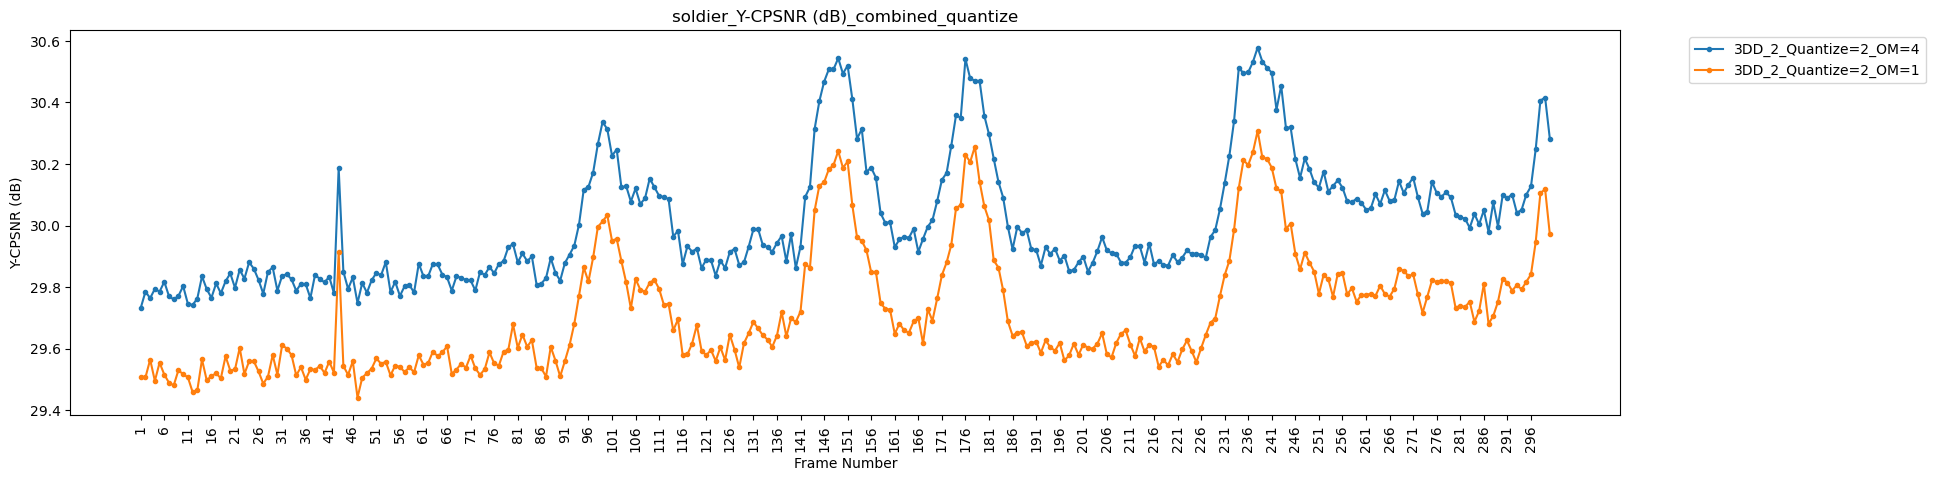 soldier_Y-CPSNR (dB)_combined_quantize
3DD_2_Quantize=2_OM=4
3DD_2_Quantize=2_OM=1
Y-CPSNR (dB)
30.6
30.4
30.2
30.0
29.8
29.6
29.4
1 6 11 16 21 26 31 36 41 46 51 56 61 66 71 76 81 86 91 96 101 106 111 116 121 126 131 136 141 146 151 156 161 166 171 176 181 186 191 196 201 206 211 216 221 226 231 236 241 246 251 256 261 266 271 276 281 286 291 296
Frame Number